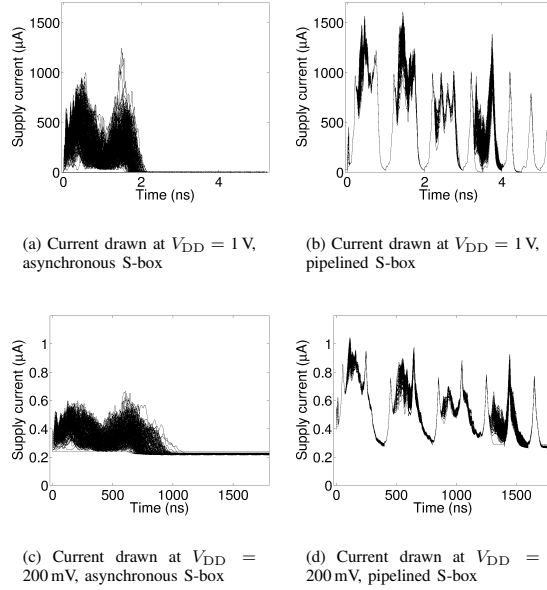 Supply current (µA)
1500
1000
500
0
0
2
4
Time (ns)
Supply current (µA)
1500
1000
500
0
0
2
4
Time (ns)
(a) Current drawn at VDD = 1 V,
asynchronous S-box
(b) Current drawn at VDD = 1 V,
pipelined S-box
Supply current (µA)
1
0.8
0.6
0.4
0.2
0
0
500
1000
1500
Time (ns)
Supply current (µA)
1
0.8
0.6
0.4
0.2
0
0
500
1000
1500
Time (ns)
(c) Current drawn at VDD =
200 mV, asynchronous S-box
(d) Current drawn at VDD =
200 mV, pipelined S-box